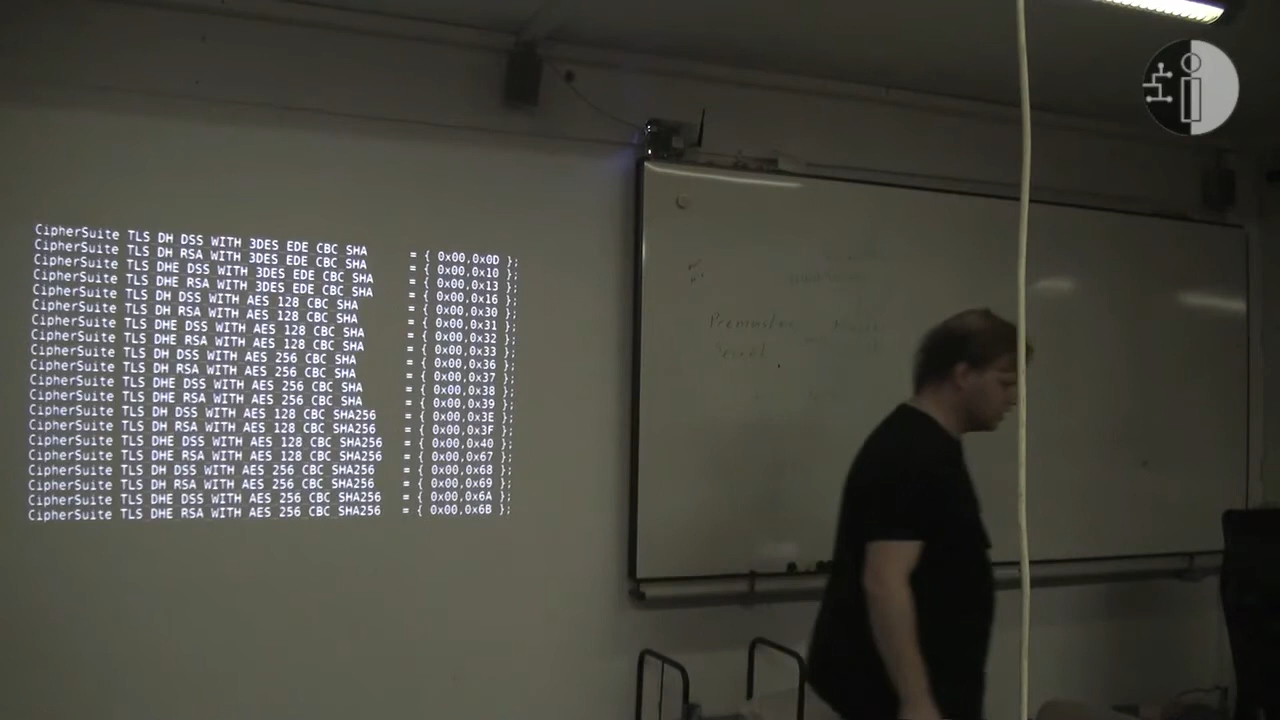 CipherSuite TLS DH DSS WITH 3DES EDE CBC SHA = { 0x00,0x0D };
CipherSuite TLS DH RSA WITH 3DES EDE CBC SHA = { 0x00,0x10 };
CipherSuite TLS DHE DSS WITH 3DES EDE CBC SHA = { 0x00,0x13 };
CipherSuite TLS DHE RSA WITH 3DES EDE CBC SHA = { 0x00,0x16 };
CipherSuite TLS DH DSS WITH AES 128 CBC SHA = { 0x00,0x30 };
CipherSuite TLS DH RSA WITH AES 128 CBC SHA = { 0x00,0x31 };
CipherSuite TLS DHE DSS WITH AES 128 CBC SHA = { 0x00,0x32 };
CipherSuite TLS DHE RSA WITH AES 128 CBC SHA = { 0x00,0x33 };
CipherSuite TLS DH DSS WITH AES 256 CBC SHA = { 0x00,0x36 };
CipherSuite TLS DH RSA WITH AES 256 CBC SHA = { 0x00,0x37 };
CipherSuite TLS DHE DSS WITH AES 256 CBC SHA = { 0x00,0x38 };
CipherSuite TLS DHE RSA WITH AES 256 CBC SHA = { 0x00,0x39 };
CipherSuite TLS DH DSS WITH AES 128 CBC SHA256 = { 0x00,0x3E };
CipherSuite TLS DH RSA WITH AES 128 CBC SHA256 = { 0x00,0x3F };
CipherSuite TLS DHE DSS WITH AES 128 CBC SHA256 = { 0x00,0x40 };
CipherSuite TLS DHE RSA WITH AES 128 CBC SHA256 = { 0x00,0x67 };
CipherSuite TLS DH DSS WITH AES 256 CBC SHA256 = { 0x00,0x68 };
CipherSuite TLS DH RSA WITH AES 256 CBC SHA256 = { 0x00,0x69 };
CipherSuite TLS DHE DSS WITH AES 256 CBC SHA256 = { 0x00,0x6A };
CipherSuite TLS DHE RSA WITH AES 256 CBC SHA256 = { 0x00,0x6B };
Premaster
Secret